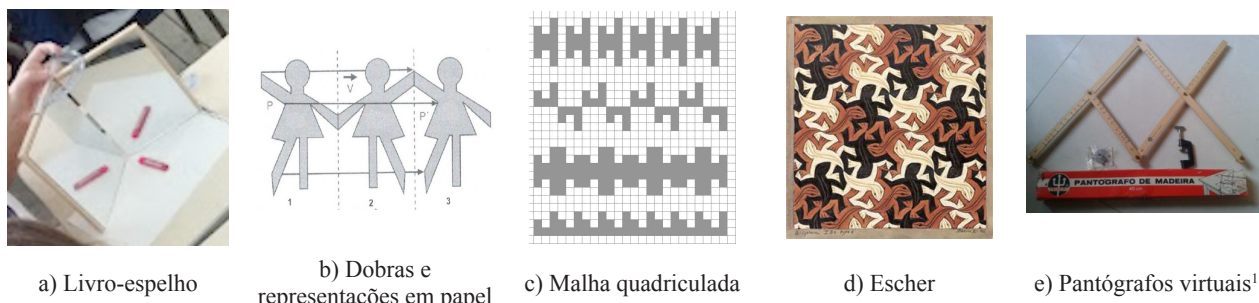 P
V
P'
1
2
3
PANTÓGRAFO DE MADEIRA
a) Livro-espelho
b) Dobras e
representações em papel
c) Malha quadriculada
d) Escher
e) Pantógrafos virtuais¹